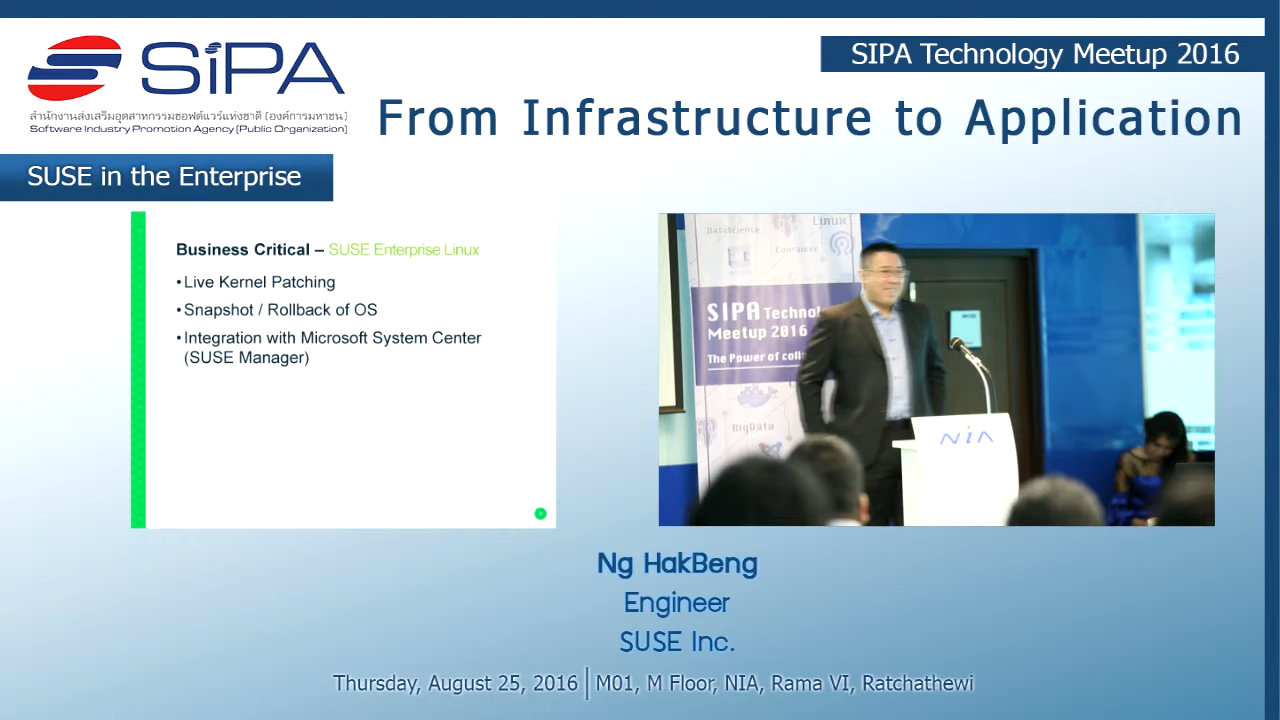 SIPA Technology Meetup 2016
SiPA
สำนักงานส่งเสริมอุตสาหกรรมซอฟต์แวร์แห่งชาติ (องค์การมหาชน)
Software Industry Promotion Agency (Public Organization)
From Infrastructure to Application
SUSE in the Enterprise
Business Critical – SUSE Enterprise Linux
•Live Kernel Patching
•Snapshot / Rollback of OS
•Integration with Microsoft System Center
(SUSE Manager)
Linux
DataScience
Container
SIPA Technol
Meetup 2016
The Power of coll
BigData
NiA
Ng HakBeng
Engineer
SUSE Inc.
Thursday, August 25, 2016 | M01, M Floor, NIA, Rama VI, Ratchathewi